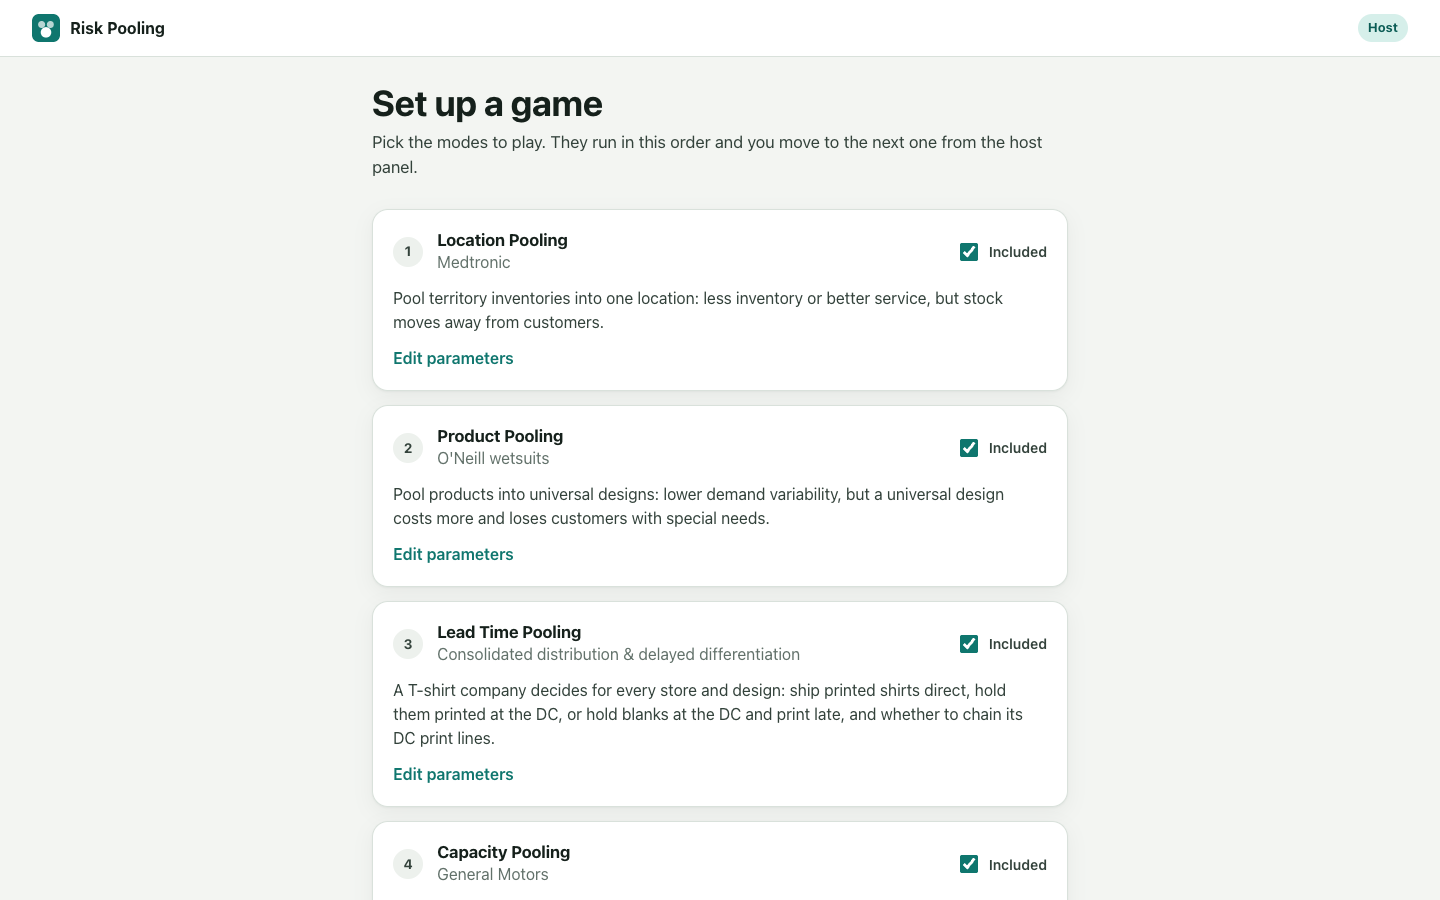 Risk Pooling
Host
Set up a game
Pick the modes to play. They run in this order and you move to the next one from the host
panel.
1
Location Pooling
Medtronic
Included
Pool territory inventories into one location: less inventory or better service, but stock
moves away from customers.
Edit parameters
2
Product Pooling
O'Neill wetsuits
Included
Pool products into universal designs: lower demand variability, but a universal design
costs more and loses customers with special needs.
Edit parameters
3
Lead Time Pooling
Consolidated distribution & delayed differentiation
Included
A T-shirt company decides for every store and design: ship printed shirts direct, hold
them printed at the DC, or hold blanks at the DC and print late, and whether to chain its
DC print lines.
Edit parameters
4
Capacity Pooling
General Motors
Included